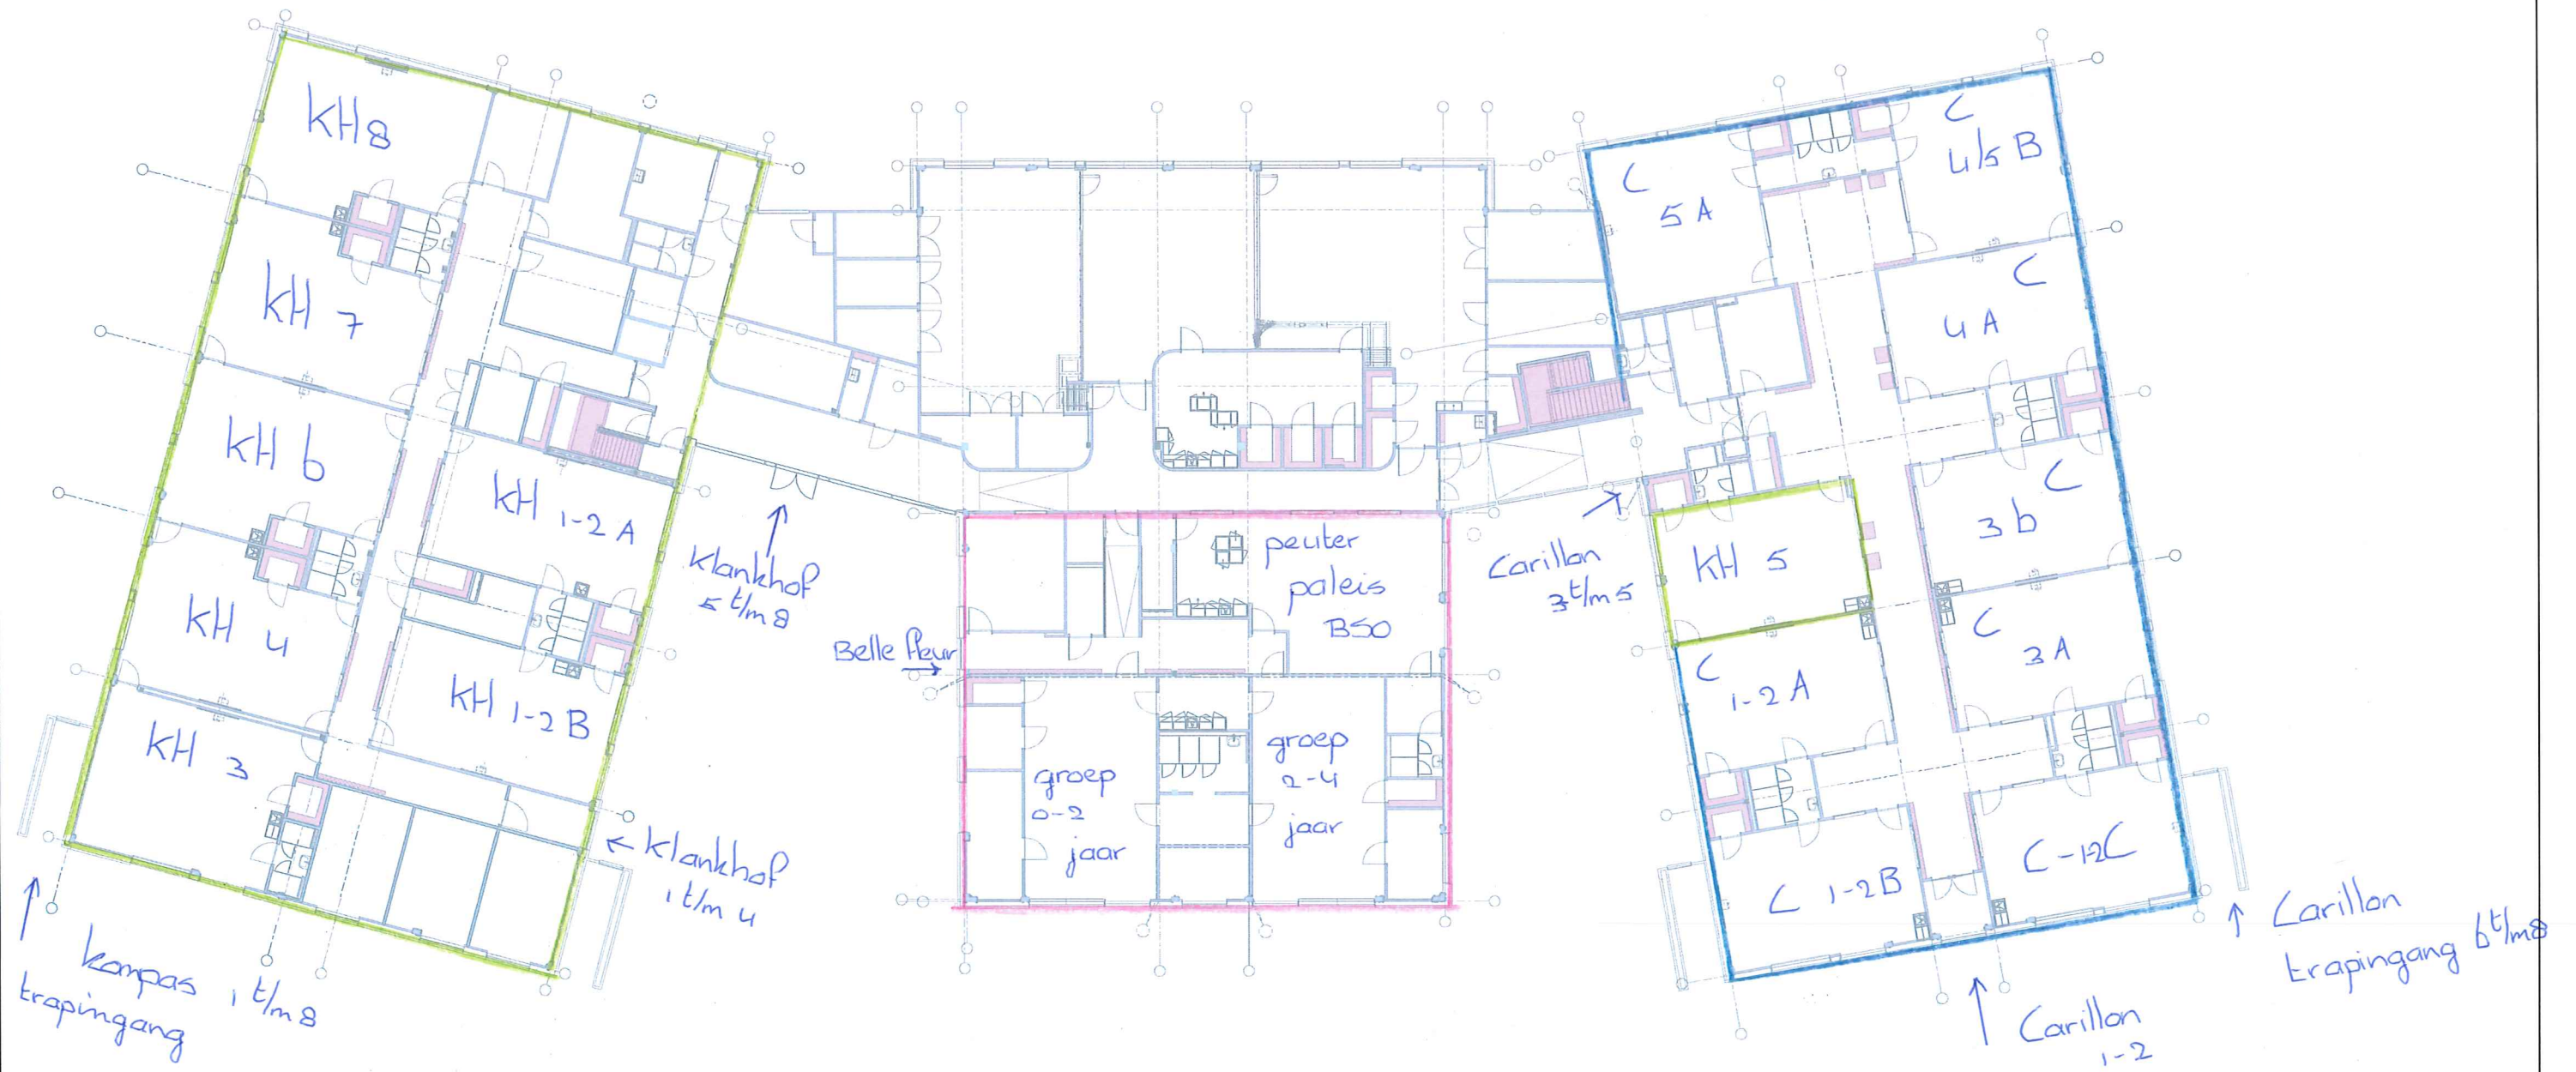 KH8
KH 7
KH 6
KH 4
KH 3
KH 1-2 A
KH 1-2 B
Klankhof
5 t/m 8
← Klankhof
1 t/m 4
kompas 1 t/m 8
trapingang
Belle fleur
peuter
paleis
BSO
groep
0-2
jaar
groep
2-4
jaar
C
5 A
C
4/5 B
C
4 A
C
3 b
C
3 A
KH 5
C
1-2 A
C 1-2 B
C-1-2C
Carillon
3 t/m 5
Carillon
trapingang 6 t/m 8
Carillon
1-2